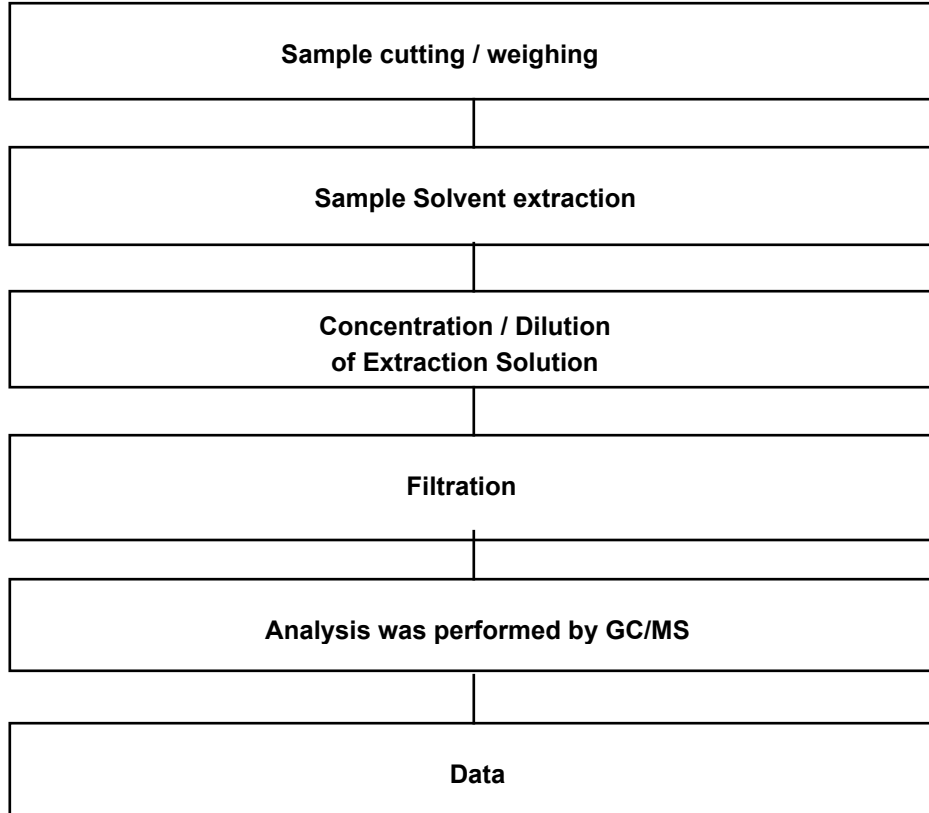 Sample cutting / weighing
Sample Solvent extraction
Concentration / Dilution
of Extraction Solution
Filtration
Analysis was performed by GC/MS
Data